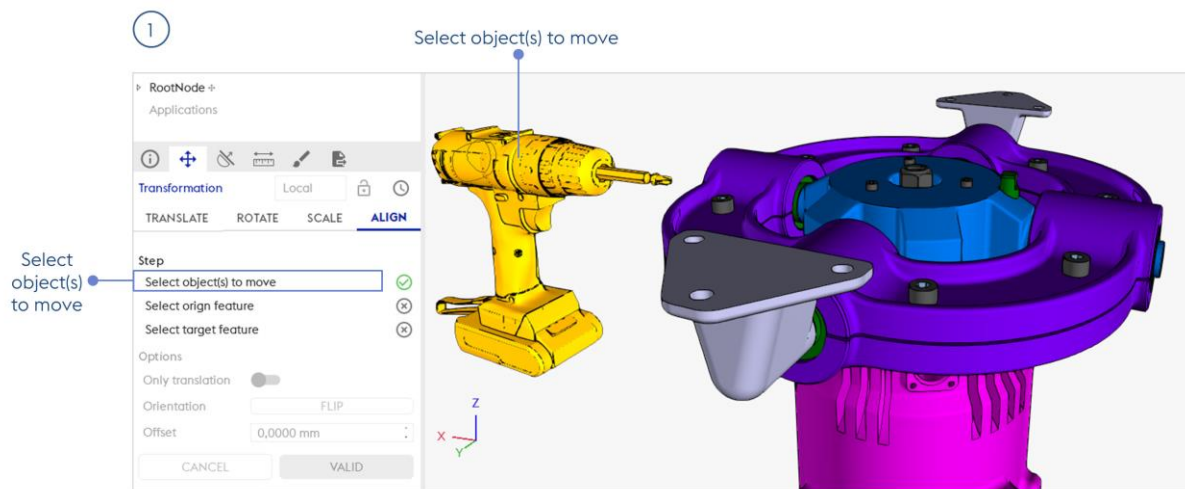 1
Select object(s) to move
RootNode
Applications
Transformation
Local
TRANSLATE ROTATE SCALE ALIGN
Step
Select object(s) to move
Select orign feature
Select target feature
Options
Only translation
Orientation FLIP
Offset 0,0000 mm
CANCEL VALID
Select
object(s)
to move
Z
X
Y